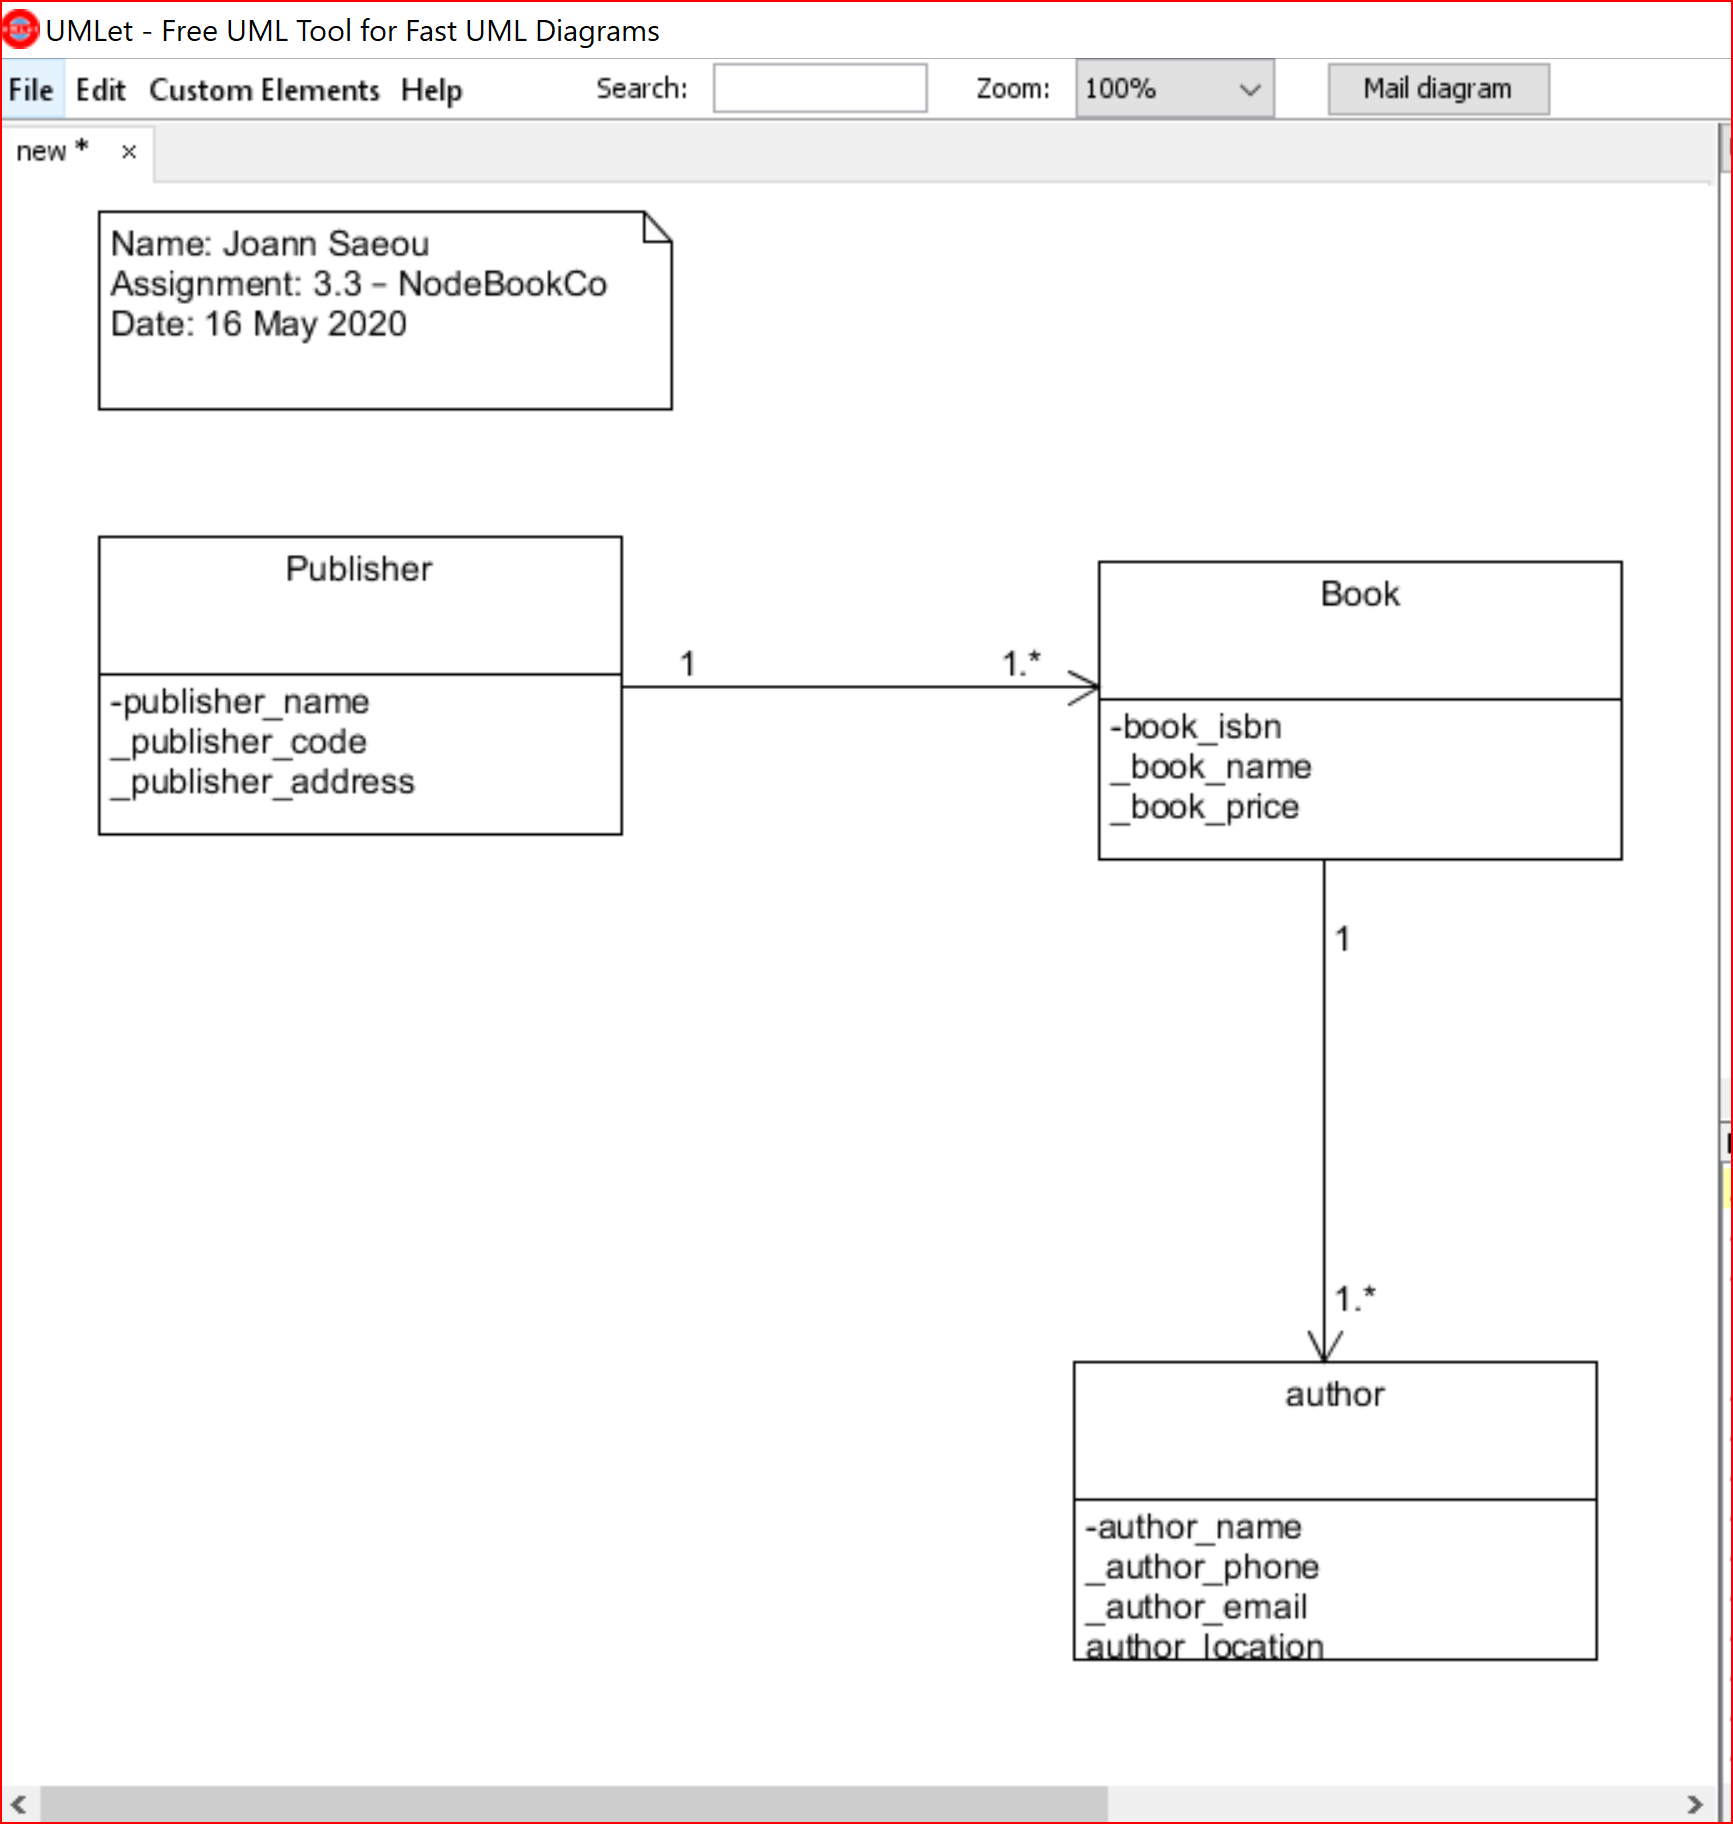 UMLet - Free UML Tool for Fast UML Diagrams
File Edit Custom Elements Help Search: Zoom: 100% Mail diagram
new *
Name: Joann Saeou
Assignment: 3.3 – NodeBookCo
Date: 16 May 2020
Publisher
-publisher_name
_publisher_code
_publisher_address
1
1.*
Book
-book_isbn
_book_name
_book_price
1
1.*
author
-author_name
_author_phone
_author_email
author_location